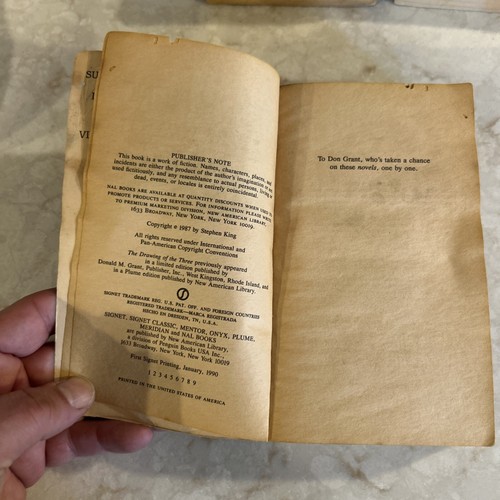 SU
VI
PUBLISHER'S NOTE
This book is a work of fiction. Names, characters, places, and
incidents are either the product of the author's imagination or are
used fictitiously, and any resemblance to actual persons, living or
dead, events, or locales is entirely coincidental.
NAL BOOKS ARE AVAILABLE AT QUANTITY DISCOUNTS WHEN USED TO
PROMOTE PRODUCTS OR SERVICES. FOR INFORMATION PLEASE WRITE
TO PREMIUM MARKETING DIVISION, NEW AMERICAN LIBRARY,
1633 BROADWAY, NEW YORK, NEW YORK 10019.
Copyright © 1987 by Stephen King
All rights reserved under International and
Pan-American Copyright Conventions
The Drawing of the Three previously appeared
in a limited edition published by
Donald M. Grant, Publisher, Inc., West Kingston, Rhode Island, and
in a Plume edition published by New American Library.
SIGNET TRADEMARK REG. U.S. PAT. OFF. AND FOREIGN COUNTRIES
REGISTERED TRADEMARK—MARCA REGISTRADA
HECHO EN DRESDEN, TN, U.S.A.
SIGNET, SIGNET CLASSIC, MENTOR, ONYX, PLUME,
MERIDIAN and NAL BOOKS
are published by New American Library,
a division of Penguin Books USA Inc.,
1633 Broadway, New York, New York 10019
First Signet Printing, January, 1990
1 2 3 4 5 6 7 8 9
PRINTED IN THE UNITED STATES OF AMERICA
To Don Grant, who's taken a chance
on these novels, one by one.